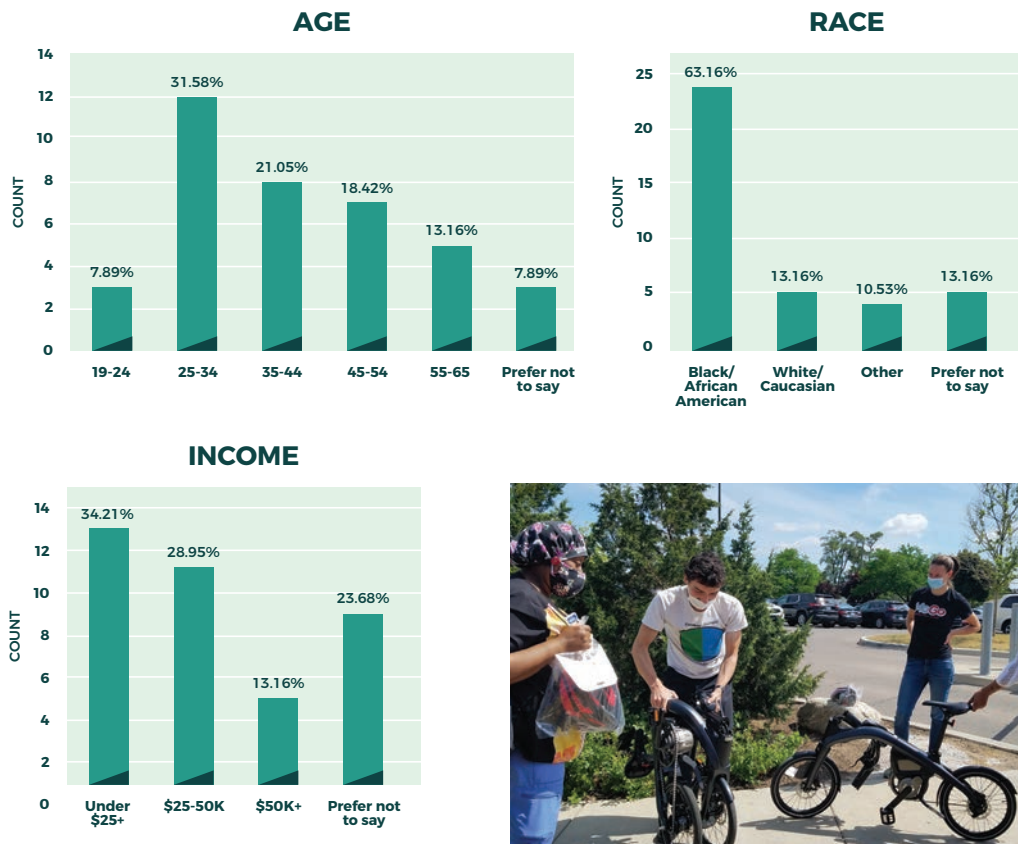 AGE
COUNT
14
12
10
8
6
4
2
0
7.89%
31.58%
21.05%
18.42%
13.16%
7.89%
19-24
25-34
35-44
45-54
55-65
Prefer not
to say
RACE
COUNT
25
20
15
10
5
0
63.16%
13.16%
10.53%
13.16%
Black/
African
American
White/
Caucasian
Other
Prefer not
to say
INCOME
COUNT
14
12
10
8
6
4
2
0
34.21%
28.95%
13.16%
23.68%
Under
$25+
$25-50K
$50K+
Prefer not
to say